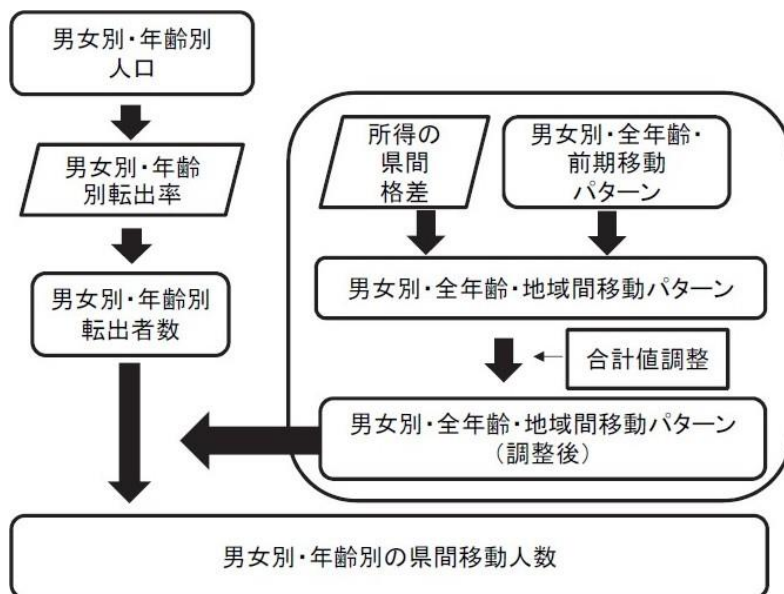 男女別・年齢別
人口
男女別・年齢
別転出率
男女別・年齢別
転出者数
所得の
県間
格差
男女別・全年齢・
前期移動
パターン
男女別・全年齢・地域間移動パターン
合計値調整
男女別・全年齢・地域間移動パターン
（調整後）
男女別・年齢別の県間移動人数